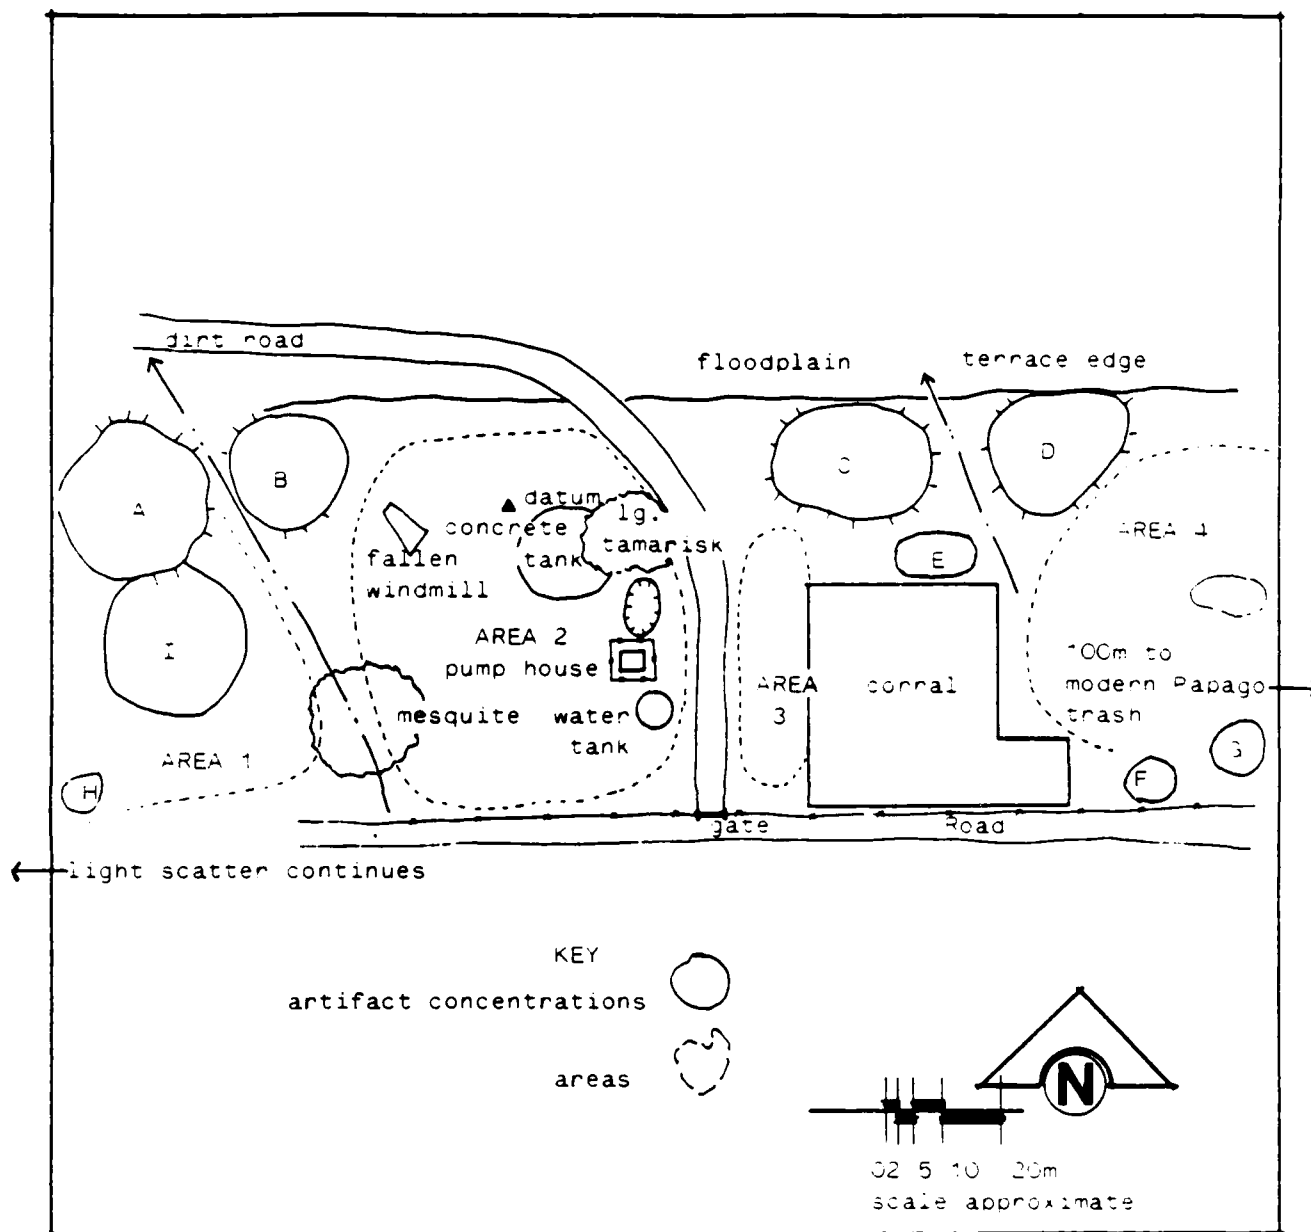 dirt road
floodplain
terrace edge
A
B
C
D
datum
concrete
tank
lg.
tamarisk
fallen
windmill
E
AREA 4
I
AREA 2
pump house
AREA
3
corral
100m to
modern Papago
trash
mesquite
water
tank
AREA 1
H
F
G
gate
Road
light scatter continues
KEY
artifact concentrations
areas
N
02 5 10 20m
scale approximate